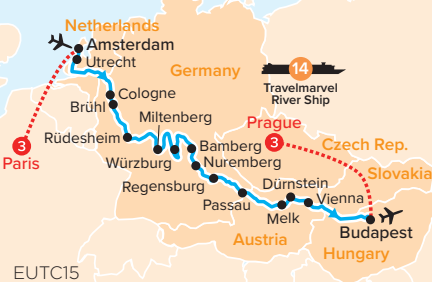 Netherlands
Amsterdam
Utrecht
Germany
14
Travelmarvel
River Ship
Cologne
Brühl
Miltenberg
Prague
3
3
Paris
Rüdesheim
Bamberg
Czech Rep.
Würzburg
Nuremberg
Slovakia
Regensburg
Dürnstein
Passau
Vienna
Melk
Budapest
Austria
Hungary
EUTC15